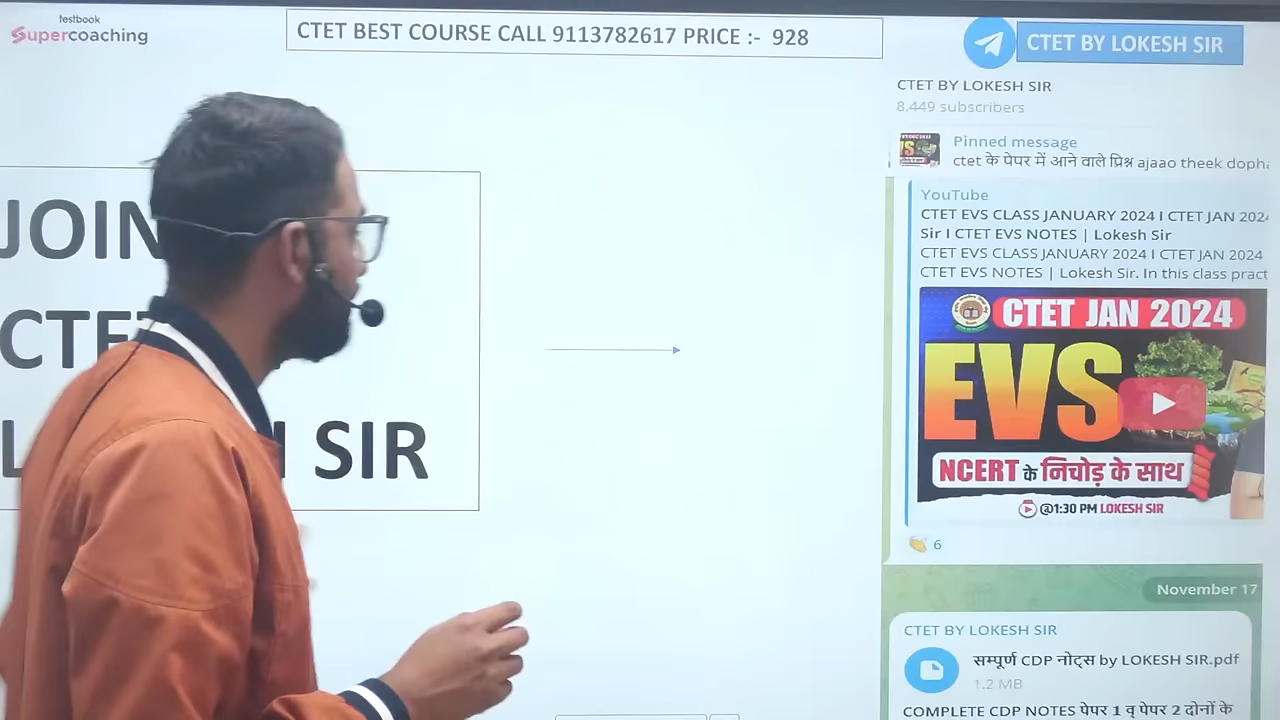 testbook
Supercoaching
CTET BEST COURSE CALL 9113782617 PRICE :- 928
CTET BY LOKESH SIR
CTET BY LOKESH SIR
8.449 subscribers
Pinned message
ctet के पेपर में आने वाले प्रिश्न ajaao theek
YouTube
CTET EVS CLASS JANUARY 2024 I CTET JAN
Sir I CTET EVS NOTES | Lokesh Sir
CTET EVS CLASS JANUARY 2024 I CTET JAN 2024
CTET EVS NOTES | Lokesh Sir. In this class
CTET JAN 2024
EVS
NCERT के निचोड़ के साथ
@1:30 PM LOKESH SIR
6
November 17
CTET BY LOKESH SIR
सम्पूर्ण CDP नोट्स by LOKESH SIR.pdf
1.2 MB
COMPLETE CDP NOTES पेपर 1 व् पेपर 2 दोनों के
JOIN
SIR